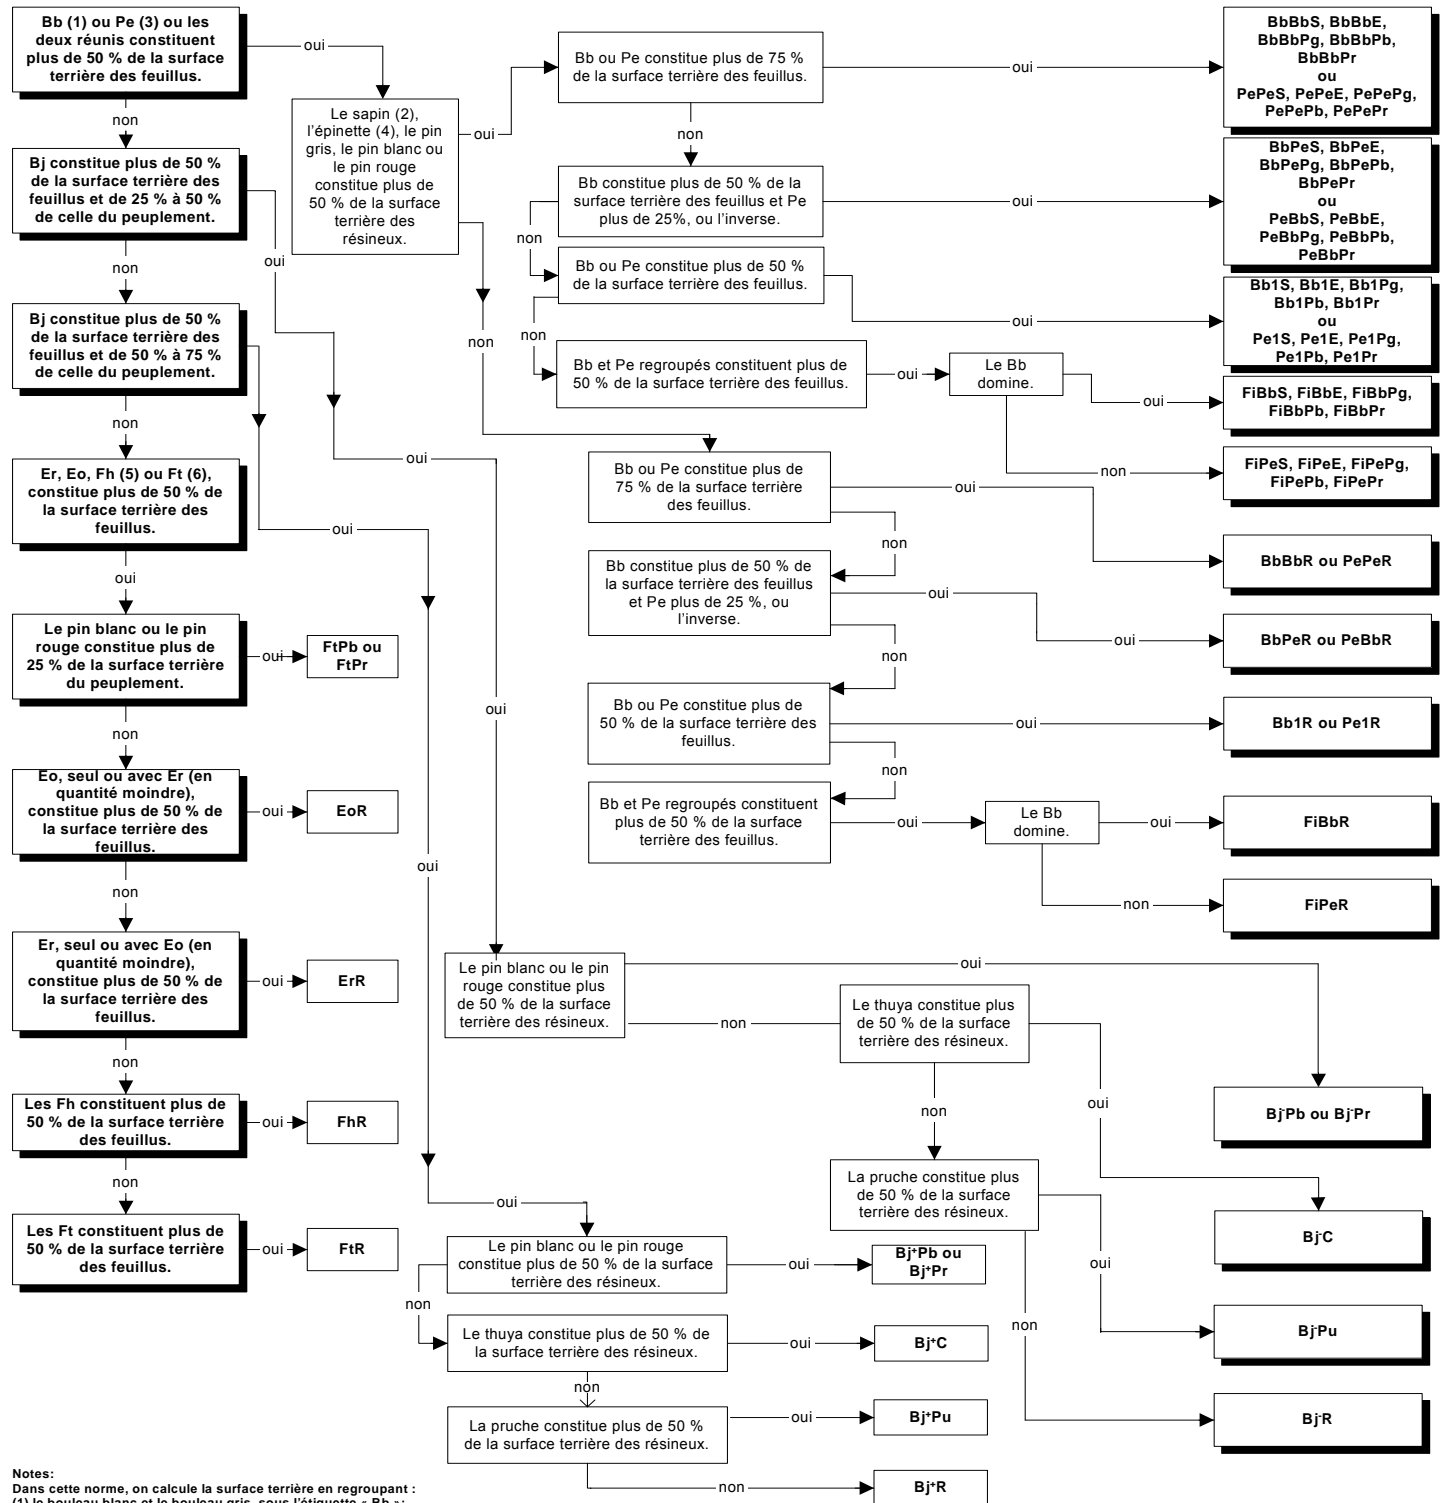 Bb (1) ou Pe (3) ou les
deux réunis constituent
plus de 50 % de la surface
terrière des feuillus.
oui
non
Bj constitue plus de 50 %
de la surface terrière des
feuillus et de 25 % à 50 %
de celle du peuplement.
oui
non
Bj constitue plus de 50 %
de la surface terrière des
feuillus et de 50 % à 75 %
de celle du peuplement.
non
Er, Eo, Fh (5) ou Ft (6),
constitue plus de 50 % de
la surface terrière des
feuillus.
oui
oui
oui
Le pin blanc ou le pin
rouge constitue plus de
25 % de la surface terrière
du peuplement.
oui
FtPb ou
FtPr
non
Eo, seul ou avec Er (en
quantité moindre),
constitue plus de 50 % de
la surface terrière des
feuillus.
oui
EoR
non
Er, seul ou avec Eo (en
quantité moindre),
constitue plus de 50 % de
la surface terrière des
feuillus.
oui
ErR
non
Les Fh constituent plus de
50 % de la surface terrière
des feuillus.
oui
FhR
non
Les Ft constituent plus de
50 % de la surface terrière
des feuillus.
oui
FtR
Le sapin (2),
l'épinette (4), le pin
gris, le pin blanc ou
le pin rouge
constitue plus de
50 % de la surface
terrière des
résineux.
oui
non
Bb ou Pe constitue plus de 75 %
de la surface terrière des feuillus.
oui
BbBbS, BbBbE,
BbBbPg, BbBbPb,
BbBbPr
ou
PePeS, PePeE, PePePg,
PePePb, PePePr
non
Bb constitue plus de 50 % de la
surface terrière des feuillus et Pe
plus de 25%, ou l'inverse.
oui
BbPeS, BbPeE,
BbPePg, BbPePb,
BbPePr
ou
PeBbS, PeBbE,
PeBbPg, PeBbPb,
PeBbPr
non
Bb ou Pe constitue plus de 50 %
de la surface terrière des feuillus.
oui
Bb1S, Bb1E, Bb1Pg,
Bb1Pb, Bb1Pr
ou
Pe1S, Pe1E, Pe1Pg,
Pe1Pb, Pe1Pr
non
Bb et Pe regroupés constituent plus de
50 % de la surface terrière des feuillus.
oui
Le Bb
domine.
oui
FiBbS, FiBbE, FiBbPg,
FiBbPb, FiBbPr
non
FiPeS, FiPeE, FiPePg,
FiPePb, FiPePr
Bb ou Pe constitue plus de
75 % de la surface terrière
des feuillus.
oui
BbBbR ou PePeR
non
Bb constitue plus de 50 % de
la surface terrière des feuillus
et Pe plus de 25 %, ou
l'inverse.
oui
oui
BbPeR ou PeBbR
non
Bb ou Pe constitue plus de
50 % de la surface terrière des
feuillus.
oui
Bb1R ou Pe1R
non
Bb et Pe regroupés constituent
plus de 50 % de la surface
terrière des feuillus.
oui
Le Bb
domine.
oui
FiBbR
non
FiPeR
oui
oui
Le pin blanc ou le pin
rouge constitue plus
de 50 % de la surface
terrière des résineux.
oui
Bj-Pb ou Bj-Pr
non
Le thuya constitue plus
de 50 % de la surface
terrière des résineux.
oui
Bj-C
non
La pruche constitue plus
de 50 % de la surface
terrière des résineux.
oui
Bj-Pu
non
Bj-R
oui
Le pin blanc ou le pin rouge
constitue plus de 50 % de la surface
terrière des résineux.
oui
Bj+Pb ou
Bj+Pr
non
Le thuya constitue plus de 50 % de
la surface terrière des résineux.
oui
Bj+C
non
La pruche constitue plus de 50 %
de la surface terrière des résineux.
oui
Bj+Pu
non
Bj+R
Notes:
Dans cette norme, on calcule la surface terrière en regroupant :
(1) le bouleau blanc et le bouleau gris, sous l'étiquette « Bb »;